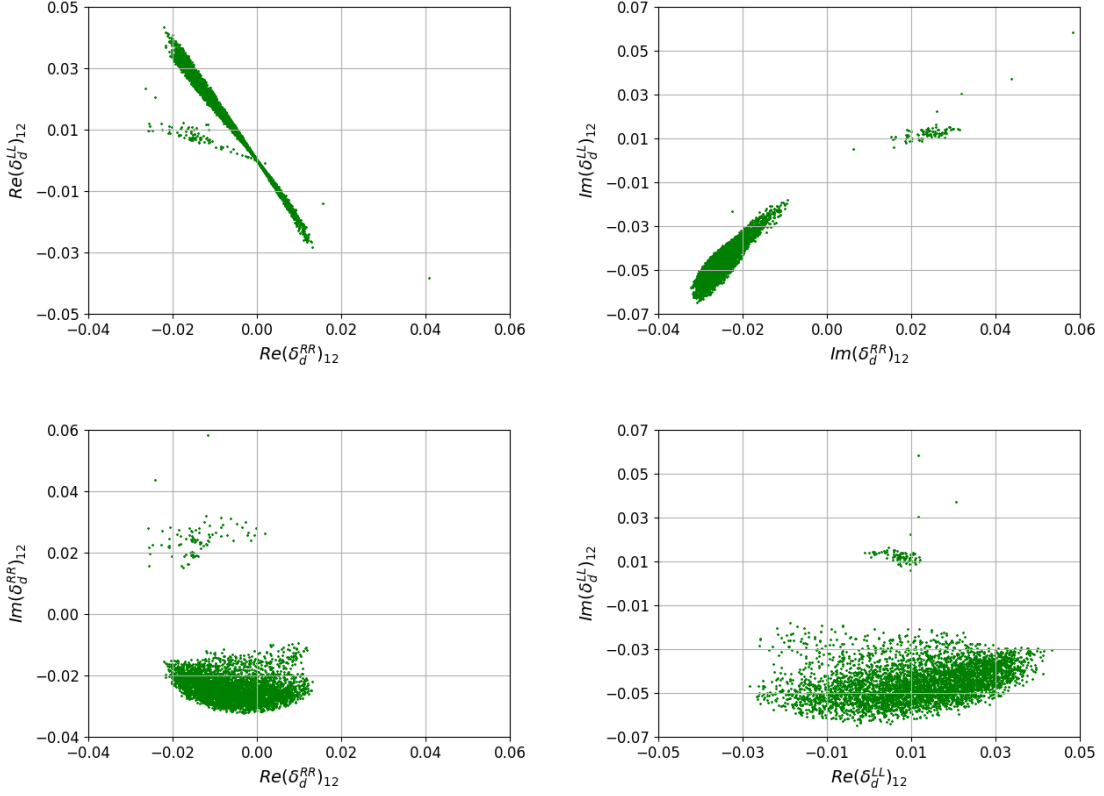 0.05
0.03
0.01
−0.01
−0.03
−0.05
−0.04 −0.02 0.00 0.02 0.04 0.06
Re(δ_d^{RR})_{12}
Re(δ_d^{LL})_{12}
0.07
0.05
0.03
0.01
−0.01
−0.03
−0.05
−0.07
−0.04 −0.02 0.00 0.02 0.04 0.06
Im(δ_d^{RR})_{12}
Im(δ_d^{LL})_{12}
0.06
0.04
0.02
0.00
−0.02
−0.04
−0.04 −0.02 0.00 0.02 0.04 0.06
Re(δ_d^{RR})_{12}
Im(δ_d^{RR})_{12}
0.07
0.05
0.03
0.01
−0.01
−0.03
−0.05
−0.07
−0.05 −0.03 −0.01 0.01 0.03 0.05
Re(δ_d^{LL})_{12}
Im(δ_d^{LL})_{12}